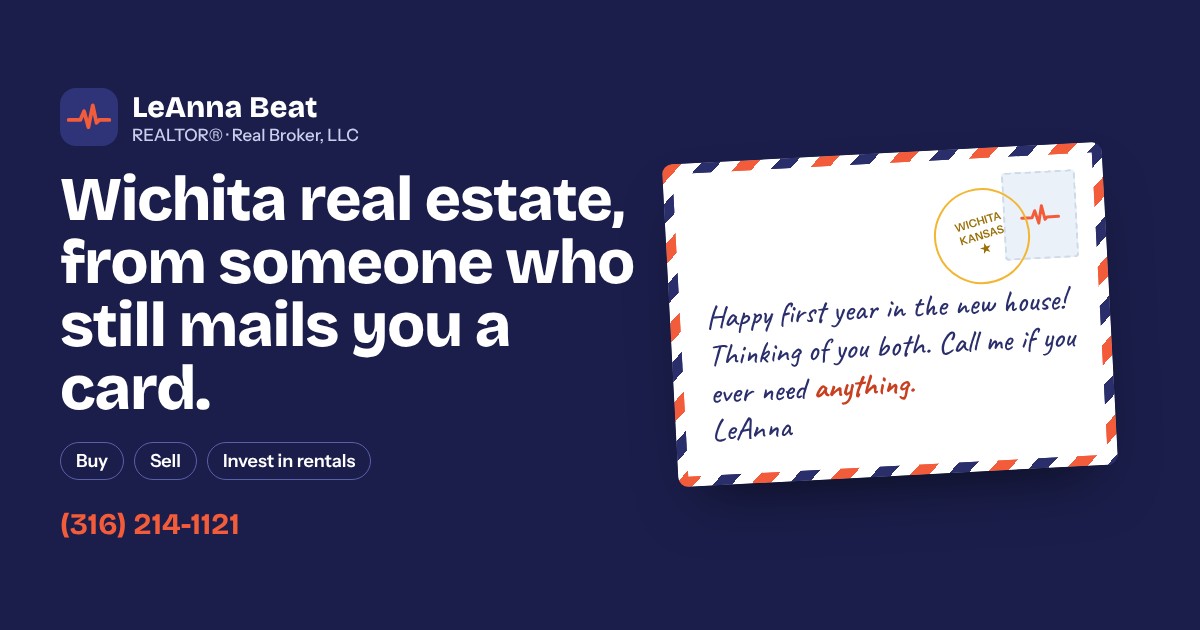 LeAnna Beat
REALTOR® · Real Broker, LLC
Wichita real estate,
from someone who
still mails you a
card.
Buy
Sell
Invest in rentals
(316) 214-1121
WICHITA
KANSAS
★
Happy first year in the new house!
Thinking of you both. Call me if you
ever need anything.
LeAnna